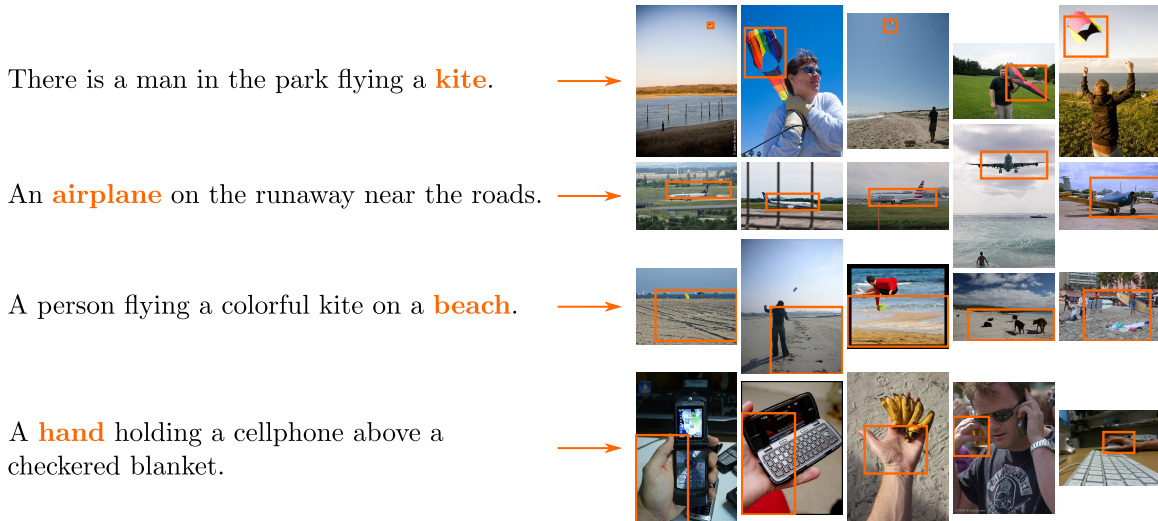 There is a man in the park flying a kite.
An airplane on the runaway near the roads.
A person flying a colorful kite on a beach.
A hand holding a cellphone above a
checkered blanket.